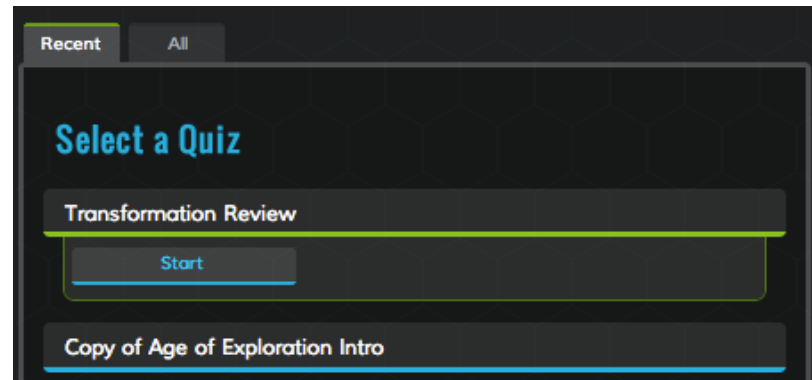 Recent All
Select a Quiz
Transformation Review
Start
Copy of Age of Exploration Intro